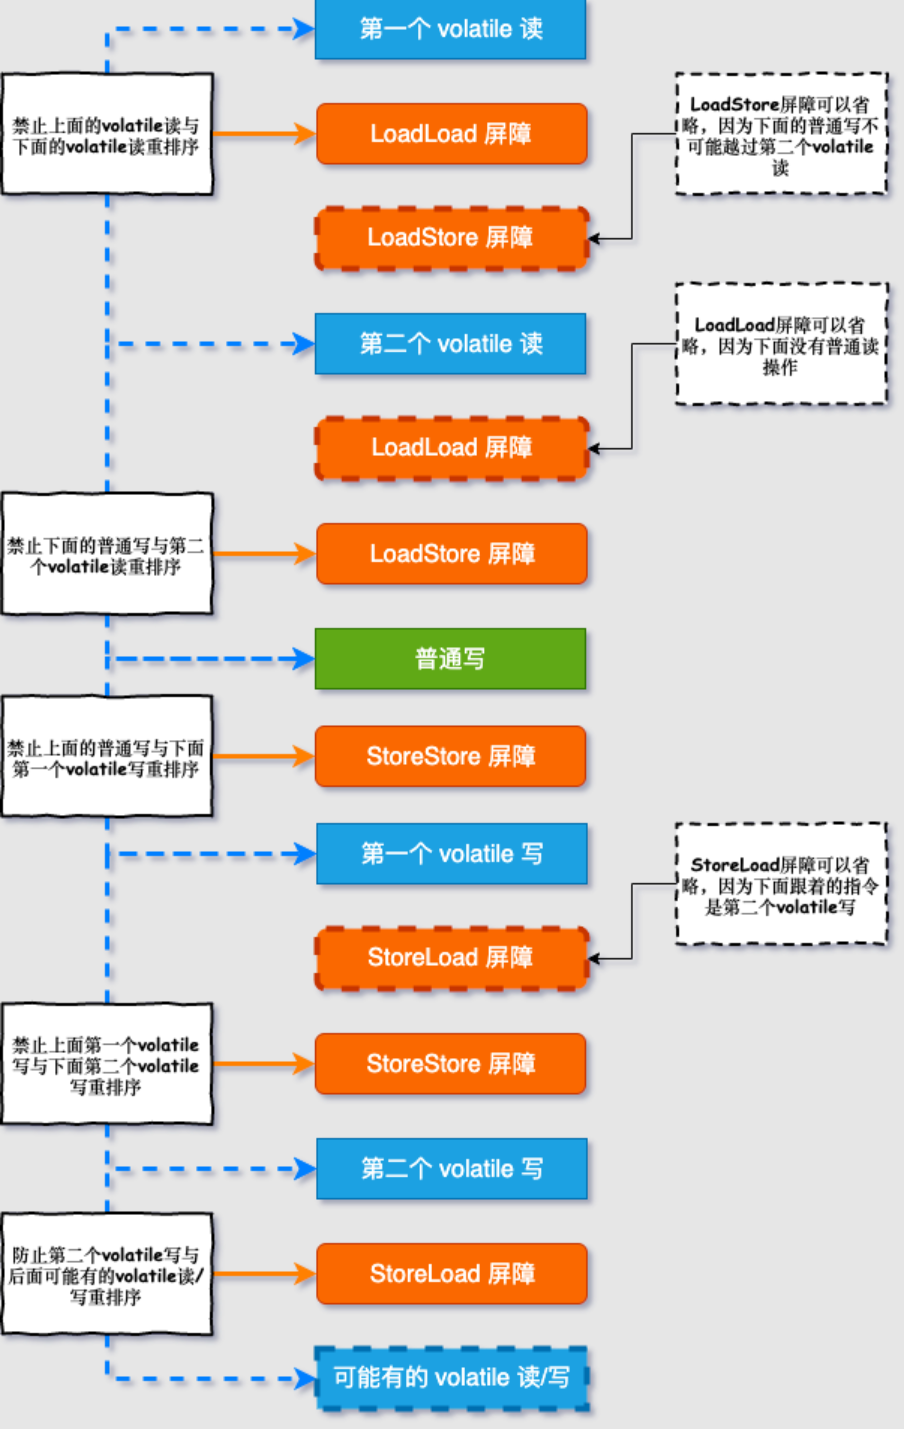 第一个 volatile 读
禁止上面的volatile读与
下面的volatile读重排序
LoadLoad 屏障
LoadStore屏障可以省
略，因为下面的普通写不
可能越过第二个volatile
读
LoadStore 屏障
第二个 volatile 读
LoadLoad屏障可以省
略，因为下面没有普通读
操作
LoadLoad 屏障
禁止下面的普通写与第二
个volatile读重排序
LoadStore 屏障
普通写
禁止上面的普通写与下面
第一个volatile写重排序
StoreStore 屏障
第一个 volatile 写
StoreLoad屏障可以省
略，因为下面跟着的指令
是第二个volatile写
StoreLoad 屏障
禁止上面第一个volatile
写与下面第二个volatile
写重排序
StoreStore 屏障
第二个 volatile 写
防止第二个volatile写与
后面可能有的volatile读/
写重排序
StoreLoad 屏障
可能有的 volatile 读/写